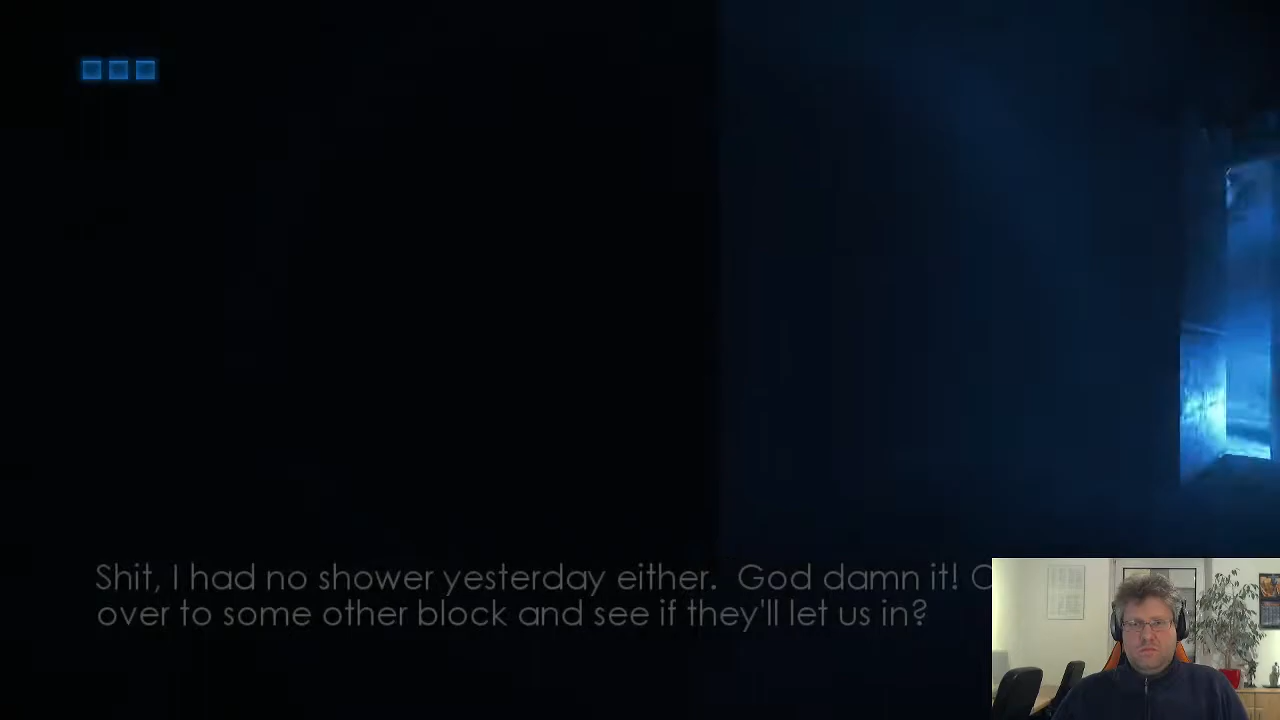 Shit, I had no shower yesterday either. God damn it!
over to some other block and see if they'll let us in?